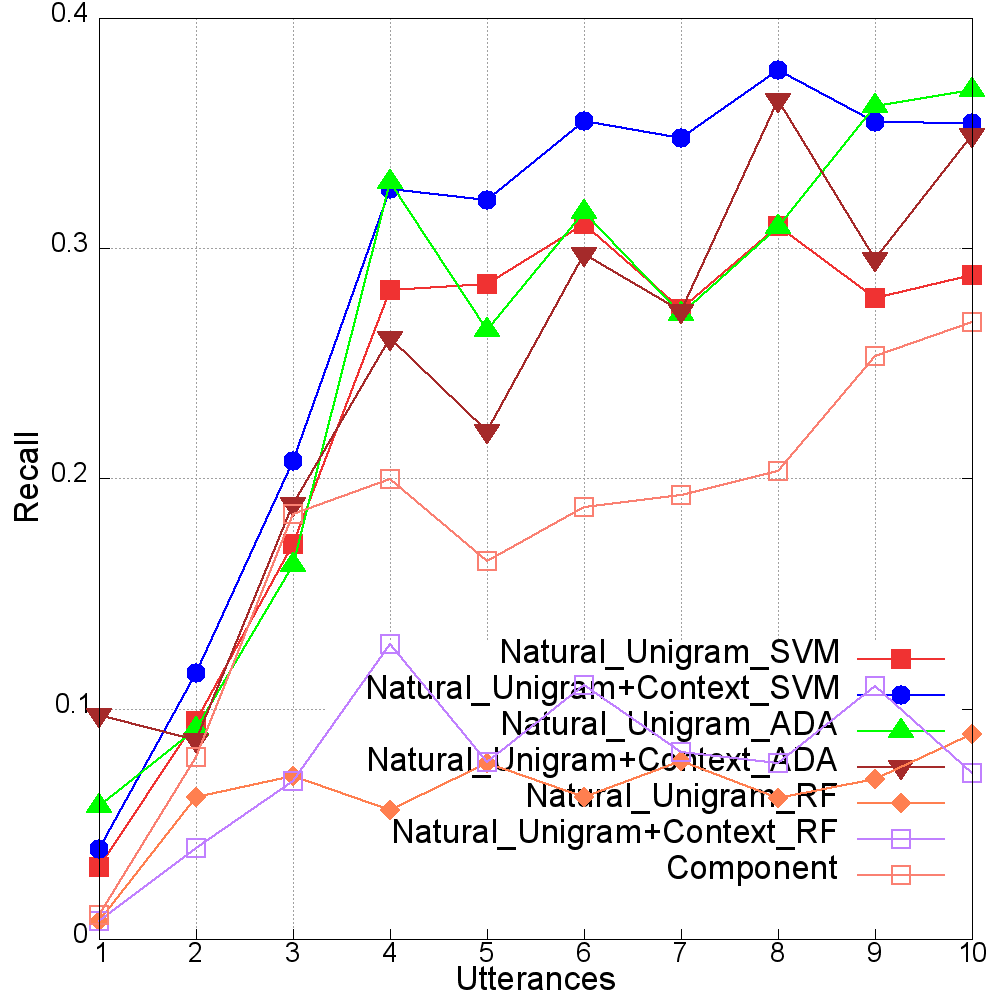 0.4
0.3
0.2
0.1
0
Recall
Natural_Unigram_SVM
Natural_Unigram+Context_SVM
Natural_Unigram_ADA
Natural_Unigram+Context_ADA
Natural_Unigram_RF
Natural_Unigram+Context_RF
Component
1 2 3 4 5 6 7 8 9 10
Utterances